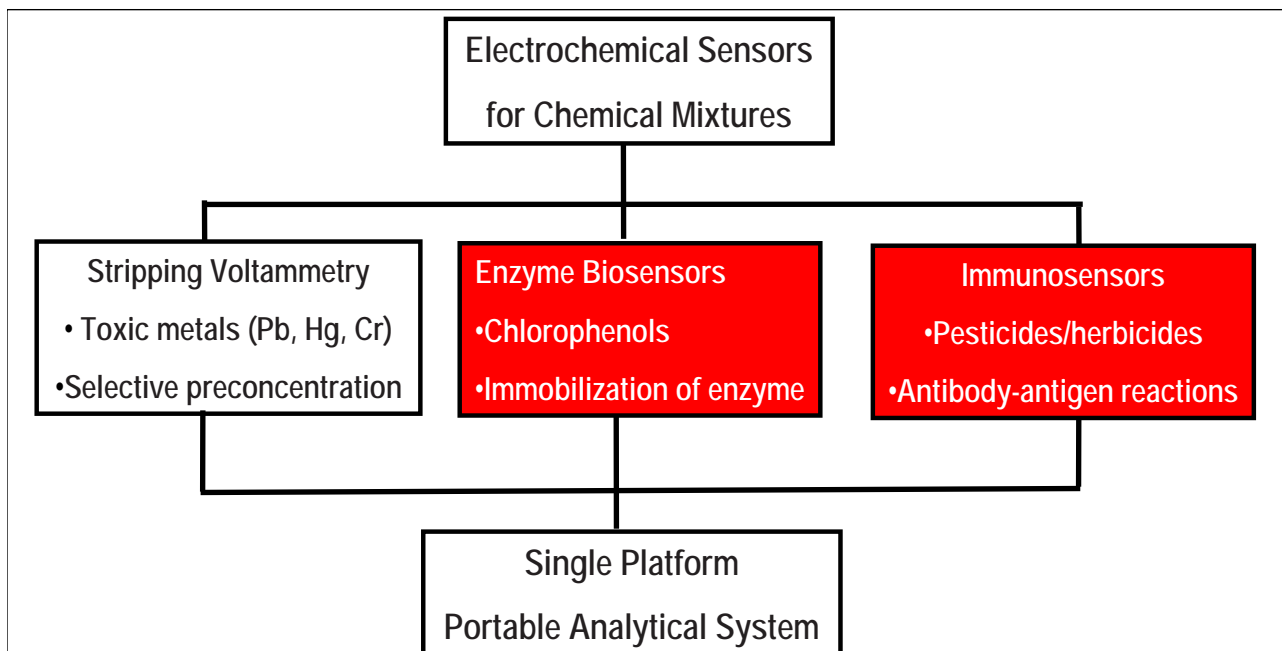 Electrochemical Sensors
for Chemical Mixtures
Stripping Voltammetry
• Toxic metals (Pb, Hg, Cr)
•Selective preconcentration
Enzyme Biosensors
•Chlorophenols
•Immobilization of enzyme
Immunosensors
•Pesticides/herbicides
•Antibody-antigen reactions
Single Platform
Portable Analytical System